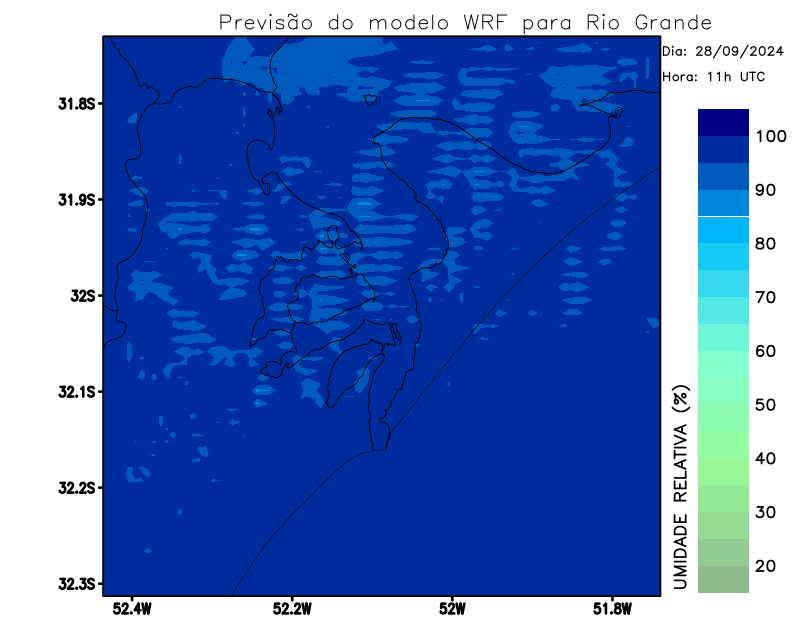 Previsão do modelo WRF para Rio Grande
Dia: 28/09/2024
Hora: 11h UTC
31.8S
31.9S
32S
32.1S
32.2S
32.3S
52.4W
52.2W
52W
51.8W
UMIDADE RELATIVA (%)
100
90
80
70
60
50
40
30
20